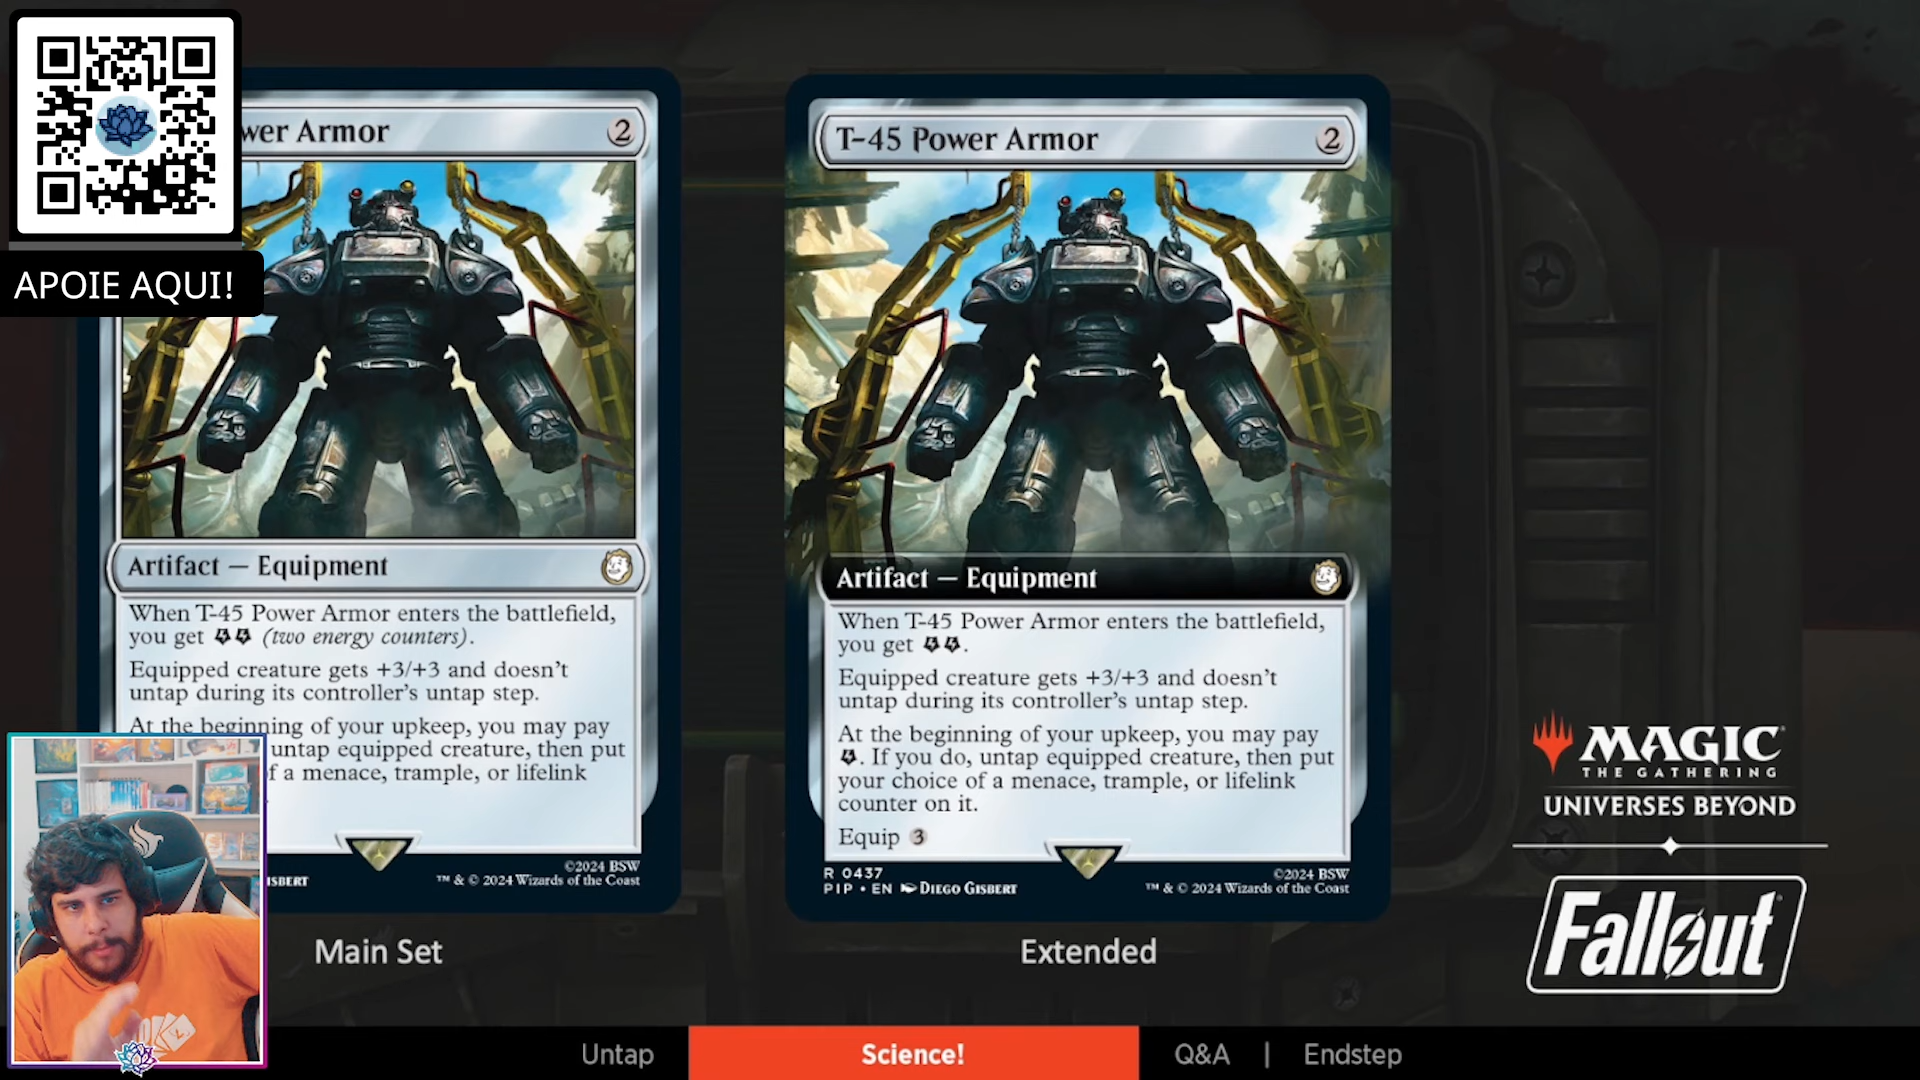 APOIE AQUI!
wer Armor 2
Artifact — Equipment
When T-45 Power Armor enters the battlefield,
you get (two energy counters).
Equipped creature gets +3/+3 and doesn't
untap during its controller's untap step.
At the beginning of your upkeep, you may pay
untap equipped creature, then put
f a menace, trample, or lifelink
ISBERT
©2024 BSW
™ & © 2024 Wizards of the Coast
Main Set
T-45 Power Armor 2
Artifact — Equipment
When T-45 Power Armor enters the battlefield,
you get .
Equipped creature gets +3/+3 and doesn't
untap during its controller's untap step.
At the beginning of your upkeep, you may pay
. If you do, untap equipped creature, then put
your choice of a menace, trample, or lifelink
counter on it.
Equip 3
R 0437
PIP • EN DIEGO GISBERT
©2024 BSW
™ & © 2024 Wizards of the Coast
Extended
MAGIC
THE GATHERING
UNIVERSES BEYOND
Fallout
Untap
Science!
Q&A | Endstep